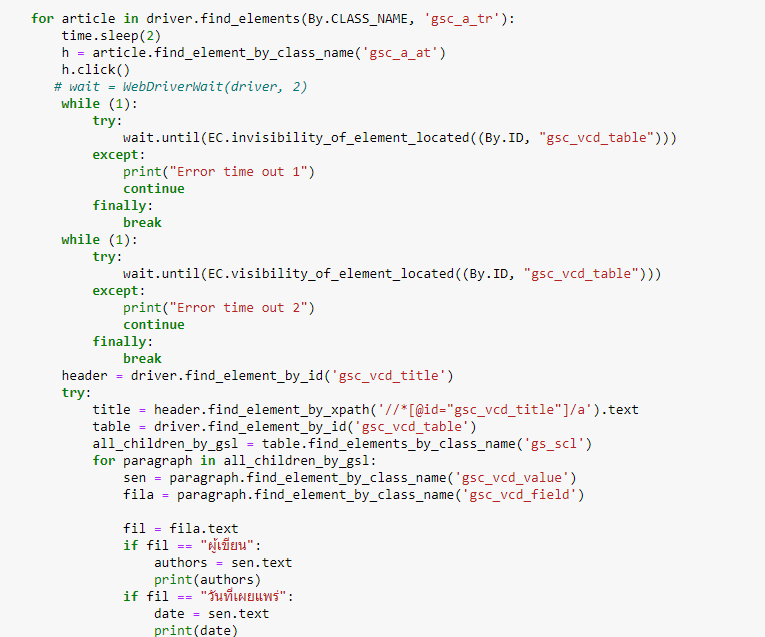 for article in driver.find_elements(By.CLASS_NAME, 'gsc_a_tr'):
    time.sleep(2)
    h = article.find_element_by_class_name('gsc_a_at')
    h.click()
   # wait = WebDriverWait(driver, 2)
    while (1):
        try:
            wait.until(EC.invisibility_of_element_located((By.ID, "gsc_vcd_table")))
        except:
            print("Error time out 1")
            continue
        finally:
            break
    while (1):
        try:
            wait.until(EC.visibility_of_element_located((By.ID, "gsc_vcd_table")))
        except:
            print("Error time out 2")
            continue
        finally:
            break
    header = driver.find_element_by_id('gsc_vcd_title')
    try:
        title = header.find_element_by_xpath('//*[@id="gsc_vcd_title"]/a').text
        table = driver.find_element_by_id('gsc_vcd_table')
        all_children_by_gsl = table.find_elements_by_class_name('gs_scl')
        for paragraph in all_children_by_gsl:
            sen = paragraph.find_element_by_class_name('gsc_vcd_value')
            fila = paragraph.find_element_by_class_name('gsc_vcd_field')

            fil = fila.text
            if fil == "ผู้เขียน":
                authors = sen.text
                print(authors)
            if fil == "วันที่เผยแพร่":
                date = sen.text
                print(date)